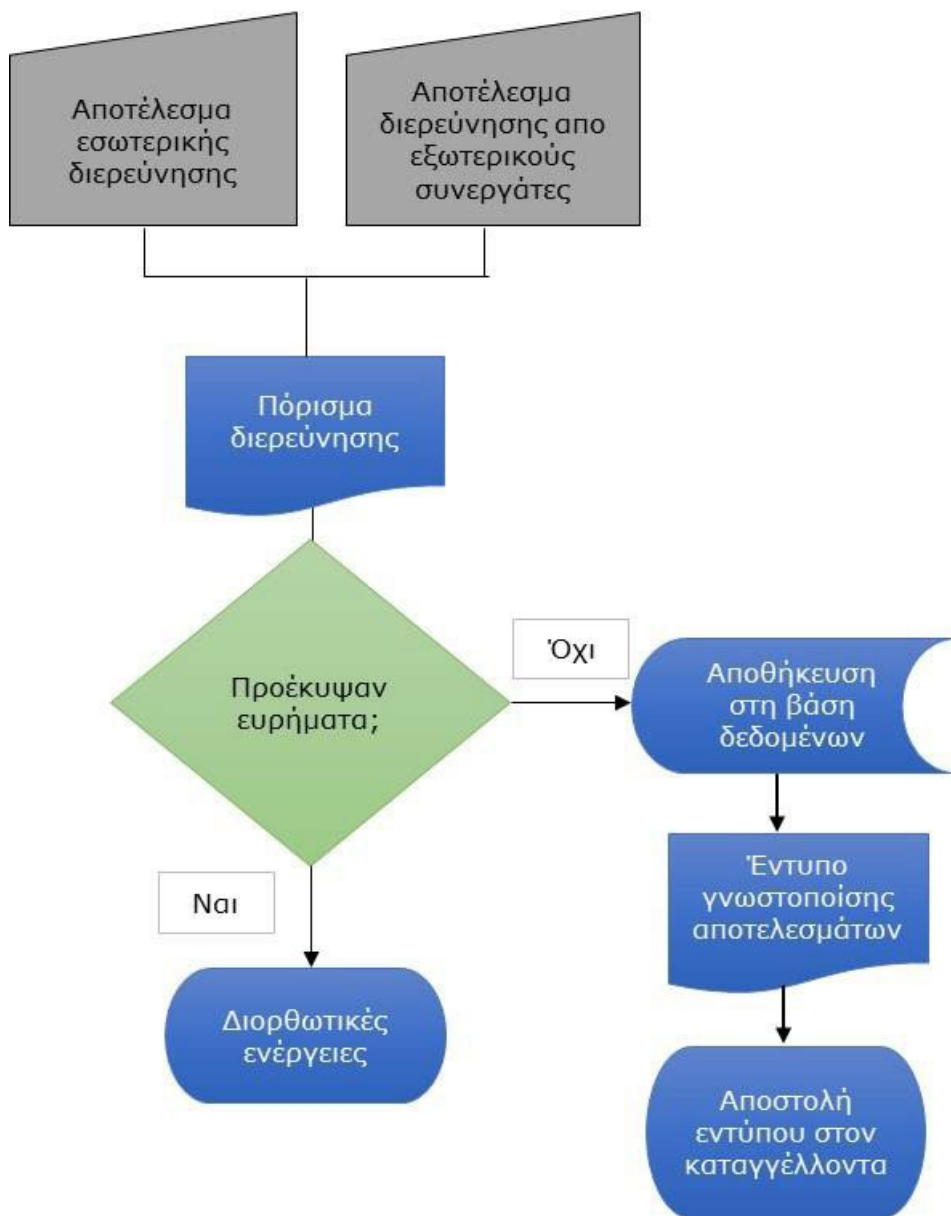 Αποτέλεσμα
εσωτερικής
διερεύνησης
Αποτέλεσμα
διερεύνησης απο
εξωτερικούς
συνεργάτες
Πόρισμα
διερεύνησης
Προέκυψαν
ευρήματα;
Όχι
Αποθήκευση
στη βάση
δεδομένων
Έντυπο
γνωστοποίσης
αποτελεσμάτων
Ναι
Διορθωτικές
ενέργειες
Αποστολή
εντύπου στον
καταγγέλλοντα